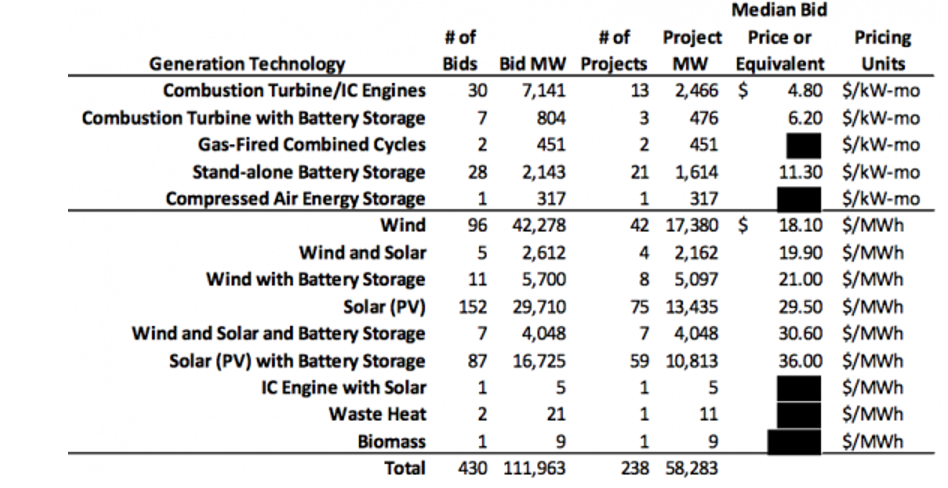 Median Bid
# of # of Project Price or Pricing
Generation Technology Bids Bid MW Projects MW Equivalent Units
Combustion Turbine/IC Engines 30 7,141 13 2,466 $ 4.80 $/kW-mo
Combustion Turbine with Battery Storage 7 804 3 476 6.20 $/kW-mo
Gas-Fired Combined Cycles 2 451 2 451 $/kW-mo
Stand-alone Battery Storage 28 2,143 21 1,614 11.30 $/kW-mo
Compressed Air Energy Storage 1 317 1 317 $/kW-mo
Wind 96 42,278 42 17,380 $ 18.10 $/MWh
Wind and Solar 5 2,612 4 2,162 19.90 $/MWh
Wind with Battery Storage 11 5,700 8 5,097 21.00 $/MWh
Solar (PV) 152 29,710 75 13,435 29.50 $/MWh
Wind and Solar and Battery Storage 7 4,048 7 4,048 30.60 $/MWh
Solar (PV) with Battery Storage 87 16,725 59 10,813 36.00 $/MWh
IC Engine with Solar 1 5 1 5 $/MWh
Waste Heat 2 21 1 11 $/MWh
Biomass 1 9 1 9 $/MWh
Total 430 111,963 238 58,283